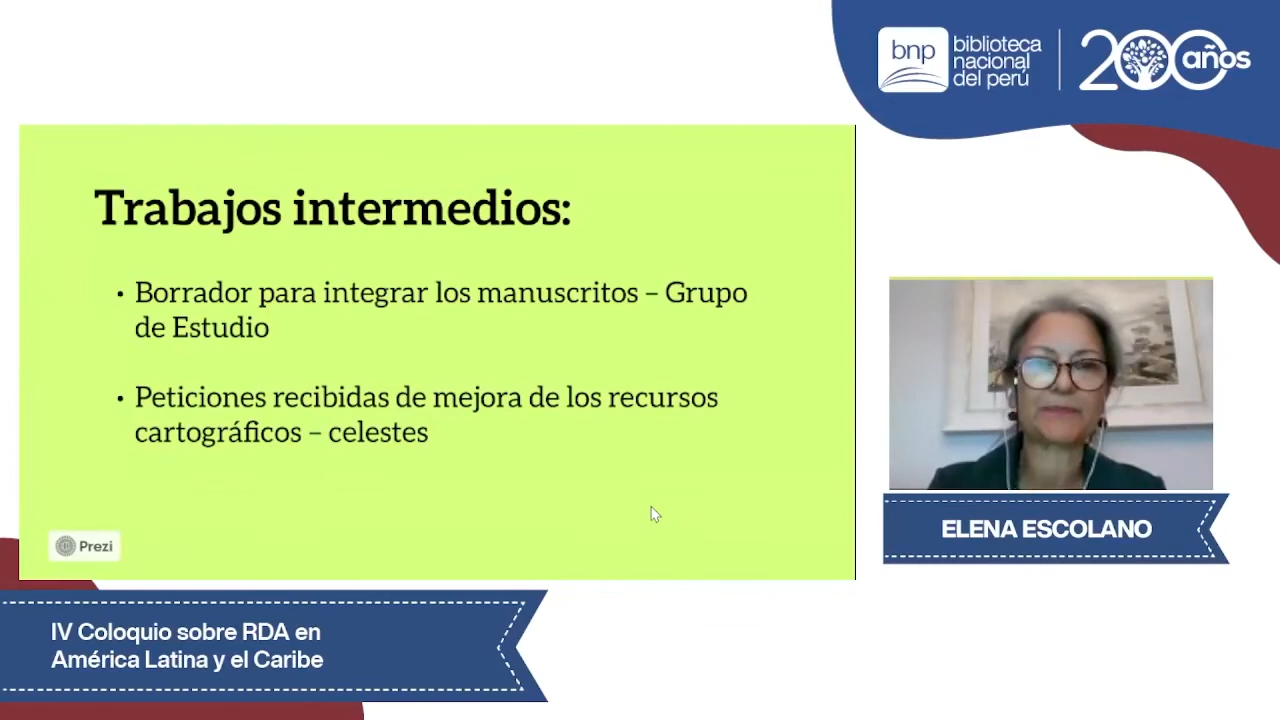 bnp
biblioteca
nacional
del perú
200 años
Trabajos intermedios:
• Borrador para integrar los manuscritos – Grupo
de Estudio
• Peticiones recibidas de mejora de los recursos
cartográficos – celestes
Prezi
ELENA ESCOLANO
IV Coloquio sobre RDA en
América Latina y el Caribe